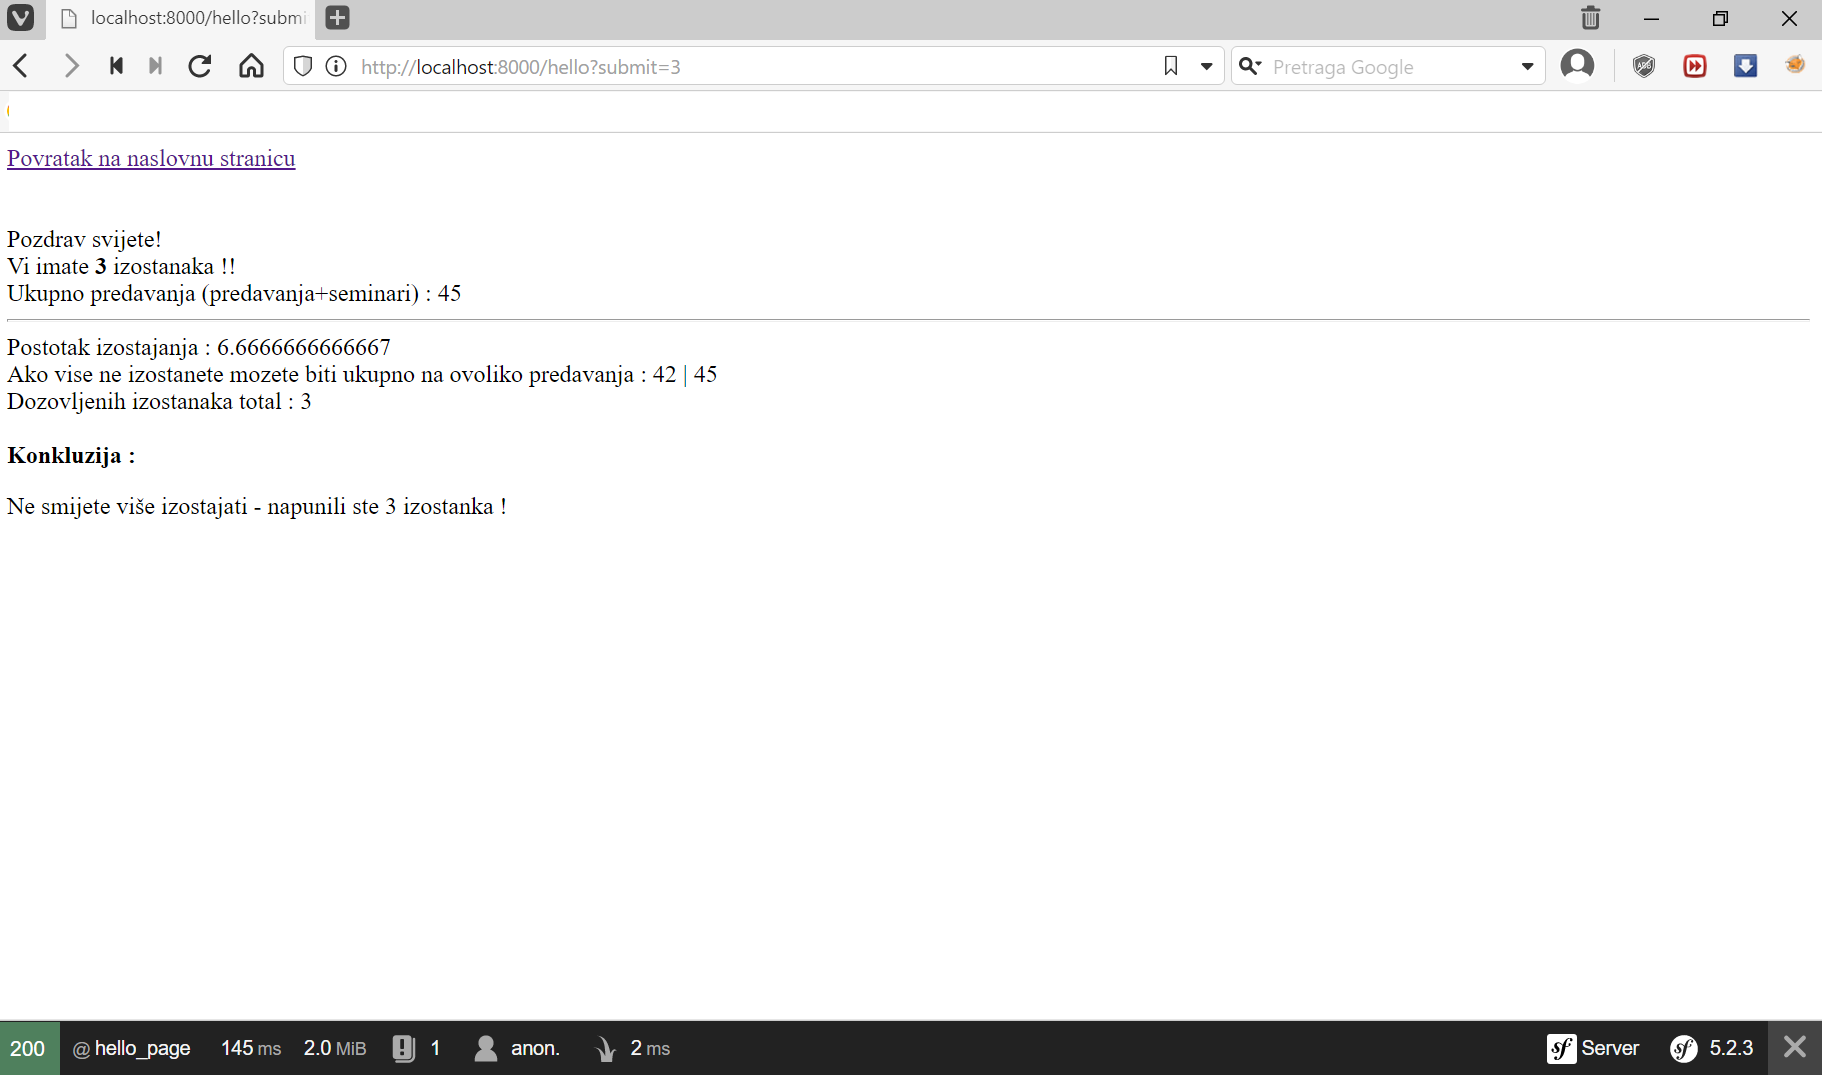 localhost:8000/hello?submi
http://localhost:8000/hello?submit=3
Pretraga Google
ABP
Povratak na naslovnu stranicu
Pozdrav svijete!
Vi imate 3 izostanaka !!
Ukupno predavanja (predavanja+seminari) : 45
Postotak izostajanja : 6.6666666666667
Ako vise ne izostanete mozete biti ukupno na ovoliko predavanja : 42 | 45
Dozovljenih izostanaka total : 3
Konkluzija :
Ne smijete više izostajati - napunili ste 3 izostanka !
200 @ hello_page 145 ms 2.0 MiB 1 anon. 2 ms sf Server sf 5.2.3